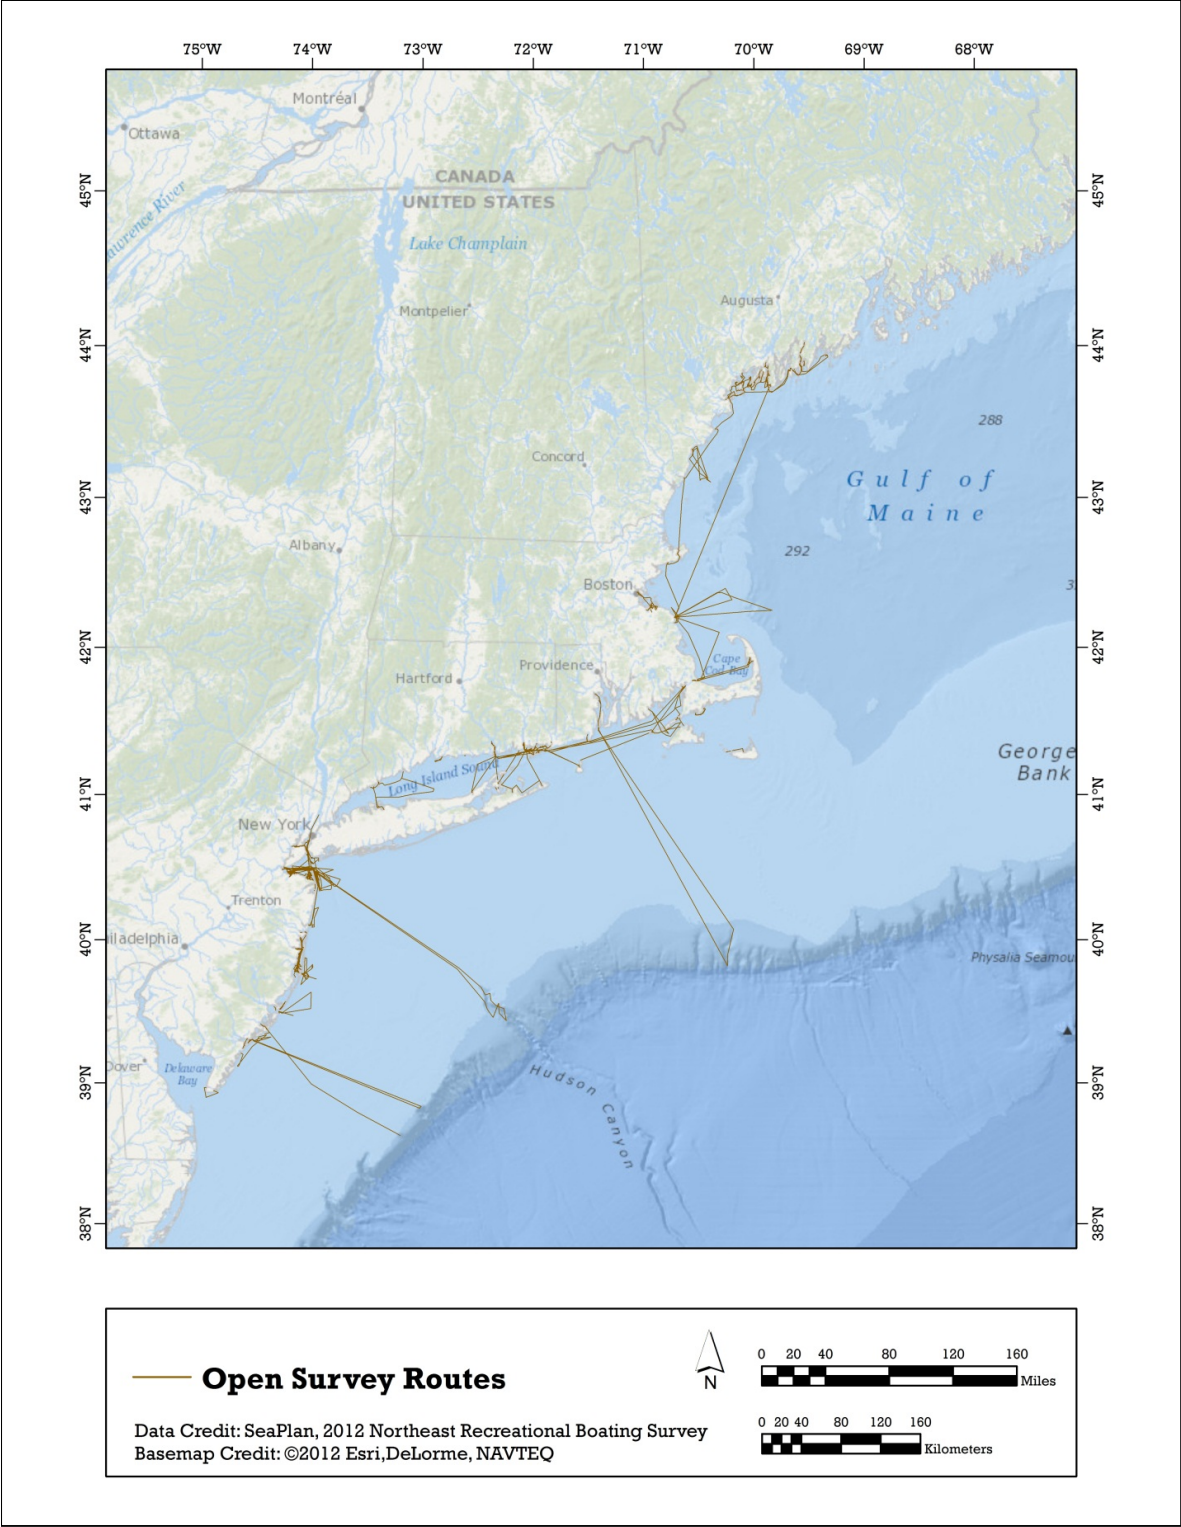 75°W 74°W 73°W 72°W 71°W 70°W 69°W 68°W
Montréal
Ottawa
CANADA
45°N 45°N
UNITED STATES
awrence River
Lake Champlain
Augusta
Montpelier
44°N 44°N
288
Concord
Gulf of
Maine
43°N 43°N
Albany
292
Boston
3
42°N 42°N
Cape
Cod Bay
Providence
Hartford
George
Bank
Long Island Sound
41°N 41°N
New York
Trenton
iladelphia
40°N 40°N
Physalia Seamou
Dover
Delaware
Bay
39°N 39°N
Hudson Canyon
38°N 38°N
Open Survey Routes
N
0 20 40 80 120 160
Miles
Data Credit: SeaPlan, 2012 Northeast Recreational Boating Survey
Basemap Credit: ©2012 Esri,DeLorme, NAVTEQ
0 20 40 80 120 160
Kilometers